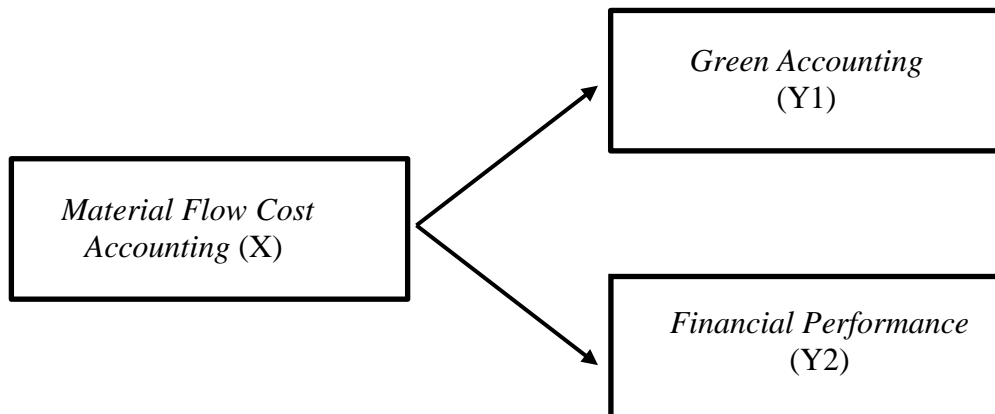 Green Accounting
(Y1)
Material Flow Cost
Accounting (X)
Financial Performance
(Y2)